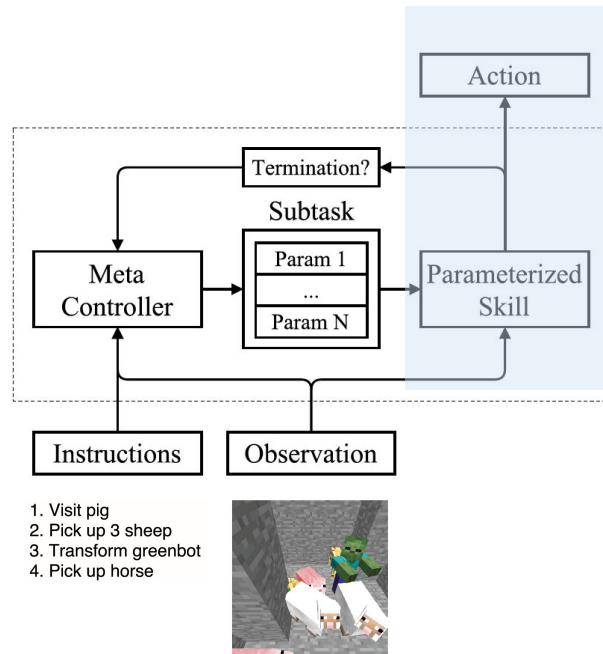 Action
Termination?
Subtask
Meta
Controller
Param 1
...
Param N
Parameterized
Skill
Instructions
Observation
1. Visit pig
2. Pick up 3 sheep
3. Transform greenbot
4. Pick up horse